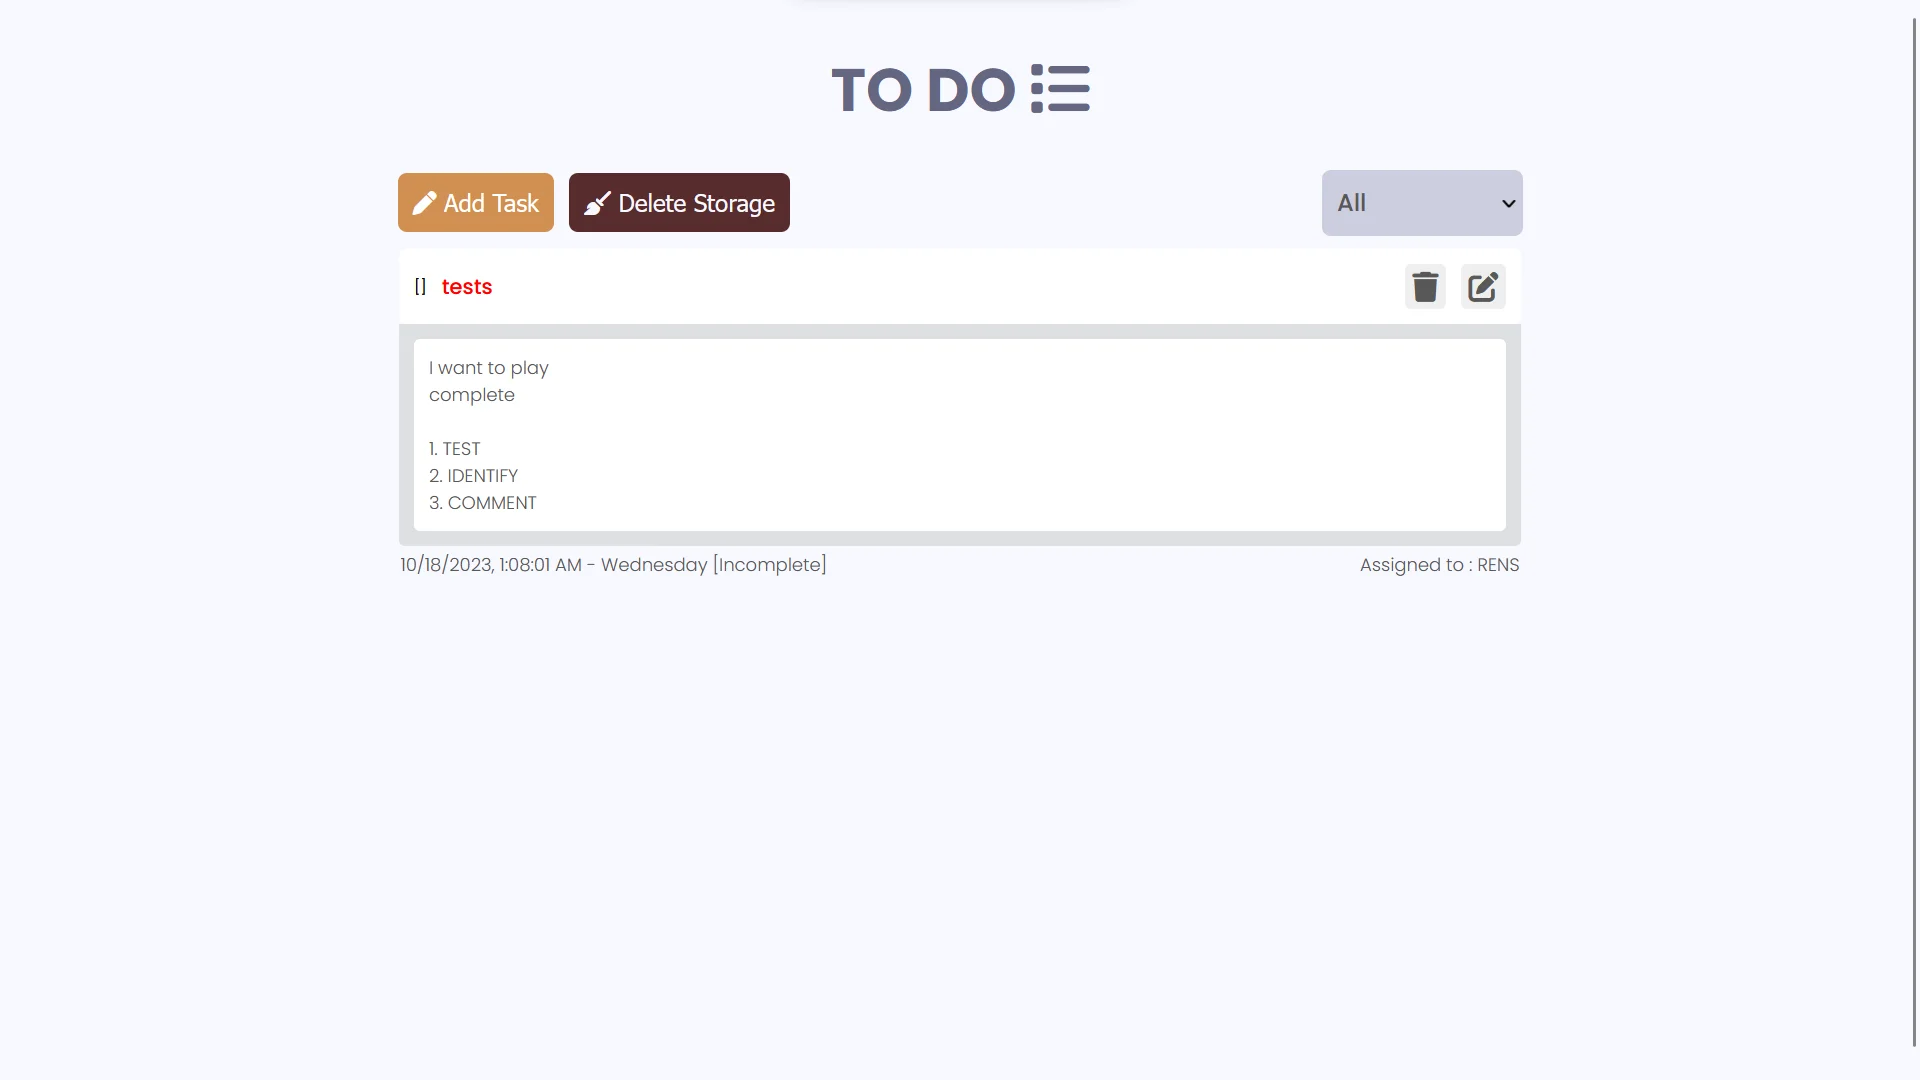 TO DO
Add Task
Delete Storage
All
[] tests
I want to play
complete
1. TEST
2. IDENTIFY
3. COMMENT
10/18/2023, 1:08:01 AM - Wednesday [Incomplete]
Assigned to : RENS